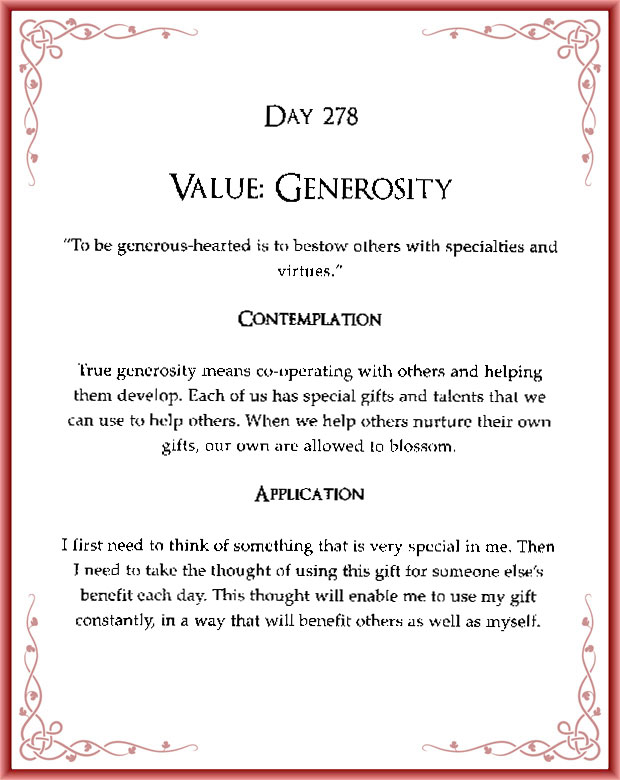 DAY 278
VALUE: GENEROSITY
"To be generous-hearted is to bestow others with specialties and
virtues."
CONTEMPLATION
True generosity means co-operating with others and helping
them develop. Each of us has special gifts and talents that we
can use to help others. When we help others nurture their own
gifts, our own are allowed to blossom.
APPLICATION
I first need to think of something that is very special in me. Then
I need to take the thought of using this gift for someone else's
benefit each day. This thought will enable me to use my gift
constantly, in a way that will benefit others as well as myself.